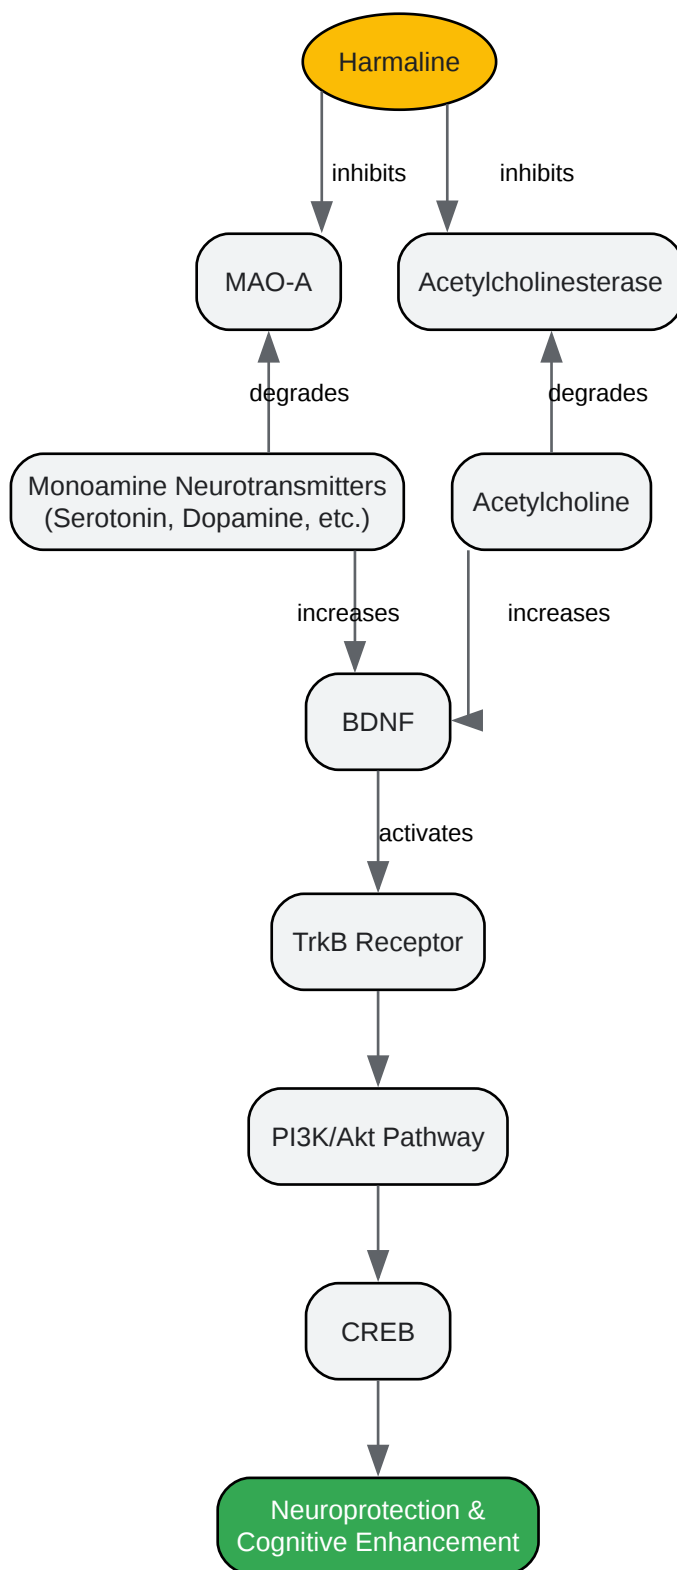 Harmaline
inhibits
inhibits
MAO-A
Acetylcholinesterase
degrades
degrades
Monoamine Neurotransmitters
(Serotonin, Dopamine, etc.)
Acetylcholine
increases
increases
BDNF
activates
TrkB Receptor
PI3K/Akt Pathway
CREB
Neuroprotection &
Cognitive Enhancement